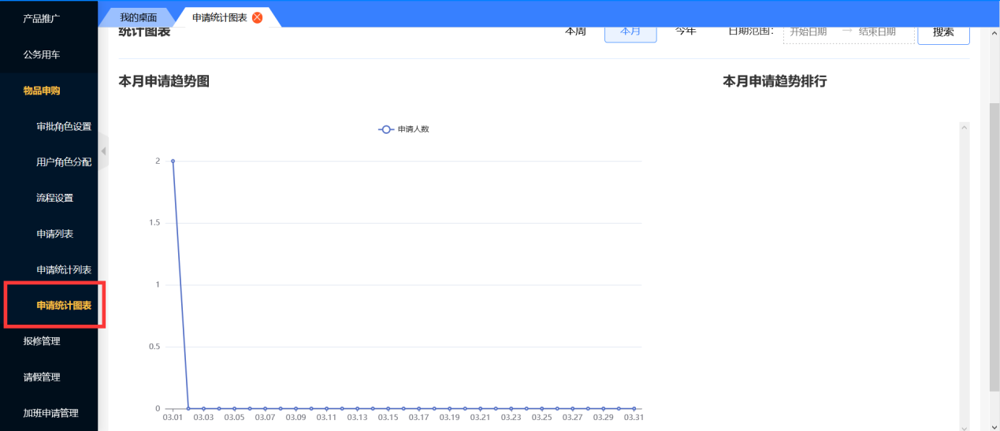 产品推广
公务用车
物品申购
审批角色设置
用户角色分配
流程设置
申请列表
申请统计列表
申请统计图表
报修管理
请假管理
加班申请管理
我的桌面
申请统计图表
统计图表
本周
本月
今年
日期范围:
开始日期
→
结束日期
搜索
本月申请趋势图
本月申请趋势排行
申请人数
2
1.5
1
0.5
0
03.01 03.03 03.05 03.07 03.09 03.11 03.13 03.15 03.17 03.19 03.21 03.23 03.25 03.27 03.29 03.31